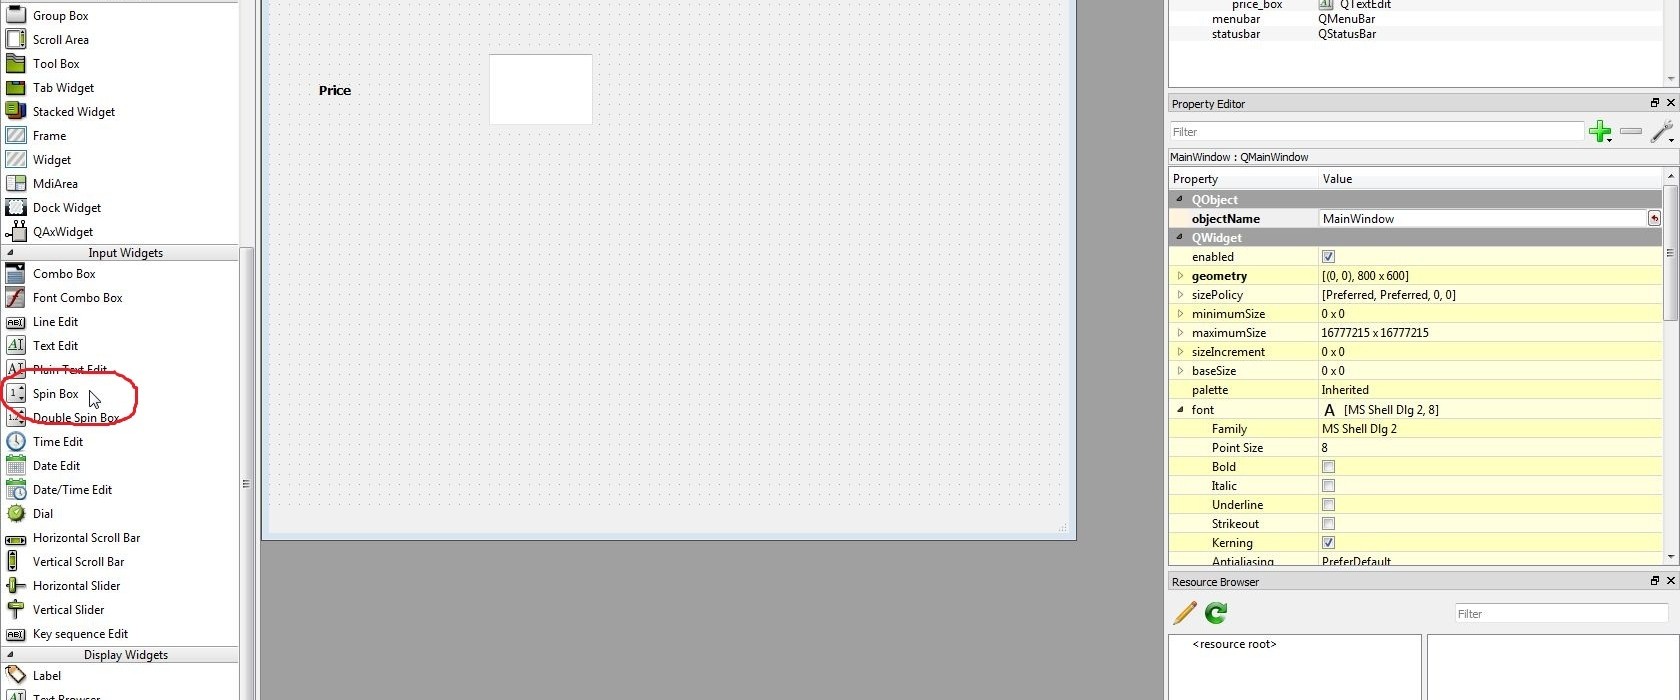 Group Box
Scroll Area
Tool Box
Tab Widget
Stacked Widget
Frame
Widget
MdiArea
Dock Widget
QAxWidget
Input Widgets
Combo Box
Font Combo Box
Line Edit
Text Edit
Plain Text Edit
Spin Box
Double Spin Box
Time Edit
Date Edit
Date/Time Edit
Dial
Horizontal Scroll Bar
Vertical Scroll Bar
Horizontal Slider
Vertical Slider
Key sequence Edit
Display Widgets
Label
Text Browser
Price
price_box QTextEdit
menubar QMenuBar
statusbar QStatusBar
Property Editor
Filter
MainWindow : QMainWindow
Property Value
QObject
objectName MainWindow
QWidget
enabled
geometry [(0, 0), 800 x 600]
sizePolicy [Preferred, Preferred, 0, 0]
minimumSize 0 x 0
maximumSize 16777215 x 16777215
sizeIncrement 0 x 0
baseSize 0 x 0
palette Inherited
font A [MS Shell Dlg 2, 8]
Family MS Shell Dlg 2
Point Size 8
Bold
Italic
Underline
Strikeout
Kerning
Antialiasing PreferDefault
Resource Browser
Filter
<resource root>